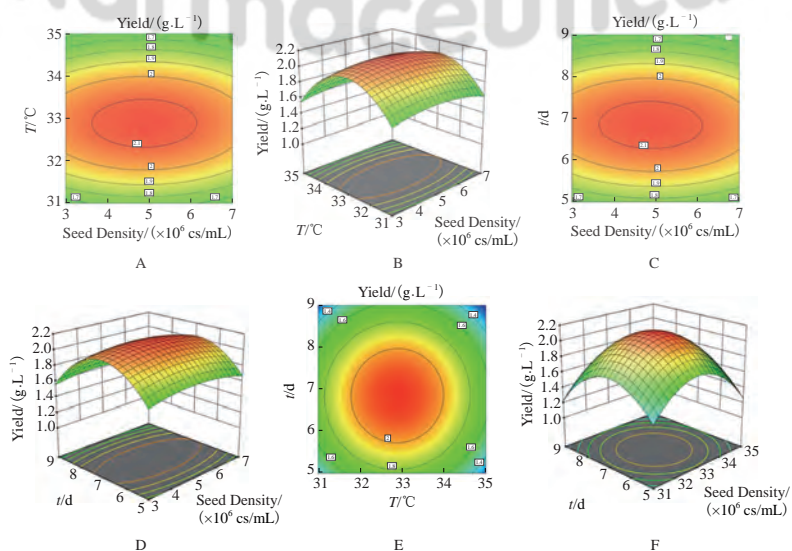 Yield/(g.L⁻¹)
35
34
33
32
31
T/℃
2.1
2
3 4 5 6 7
Seed Density/(×10⁶ cs/mL)
A
2.2
2.0
1.8
1.6
1.4
1.2
1.0
Yield/(g.L⁻¹)
35 34 33 32 31
T/℃
3 4 5 6 7
Seed Density/
(×10⁶ cs/mL)
B
Yield/(g.L⁻¹)
9
8
7
6
5
t/d
2.1
2
3 4 5 6 7
Seed Density/(×10⁶ cs/mL)
C
2.2
2.0
1.8
1.6
1.4
1.2
1.0
Yield/(g.L⁻¹)
9 8 7 6 5
t/d
3 4 5 6 7
Seed Density/
(×10⁶ cs/mL)
D
Yield/(g.L⁻¹)
9
8
7
6
5
t/d
2
31 32 33 34 35
T/℃
E
2.2
2.0
1.8
1.6
1.4
1.2
1.0
Yield/(g.L⁻¹)
9 8 7 6 5
t/d
31 32 33 34 35
Seed Density/
(×10⁶ cs/mL)
F